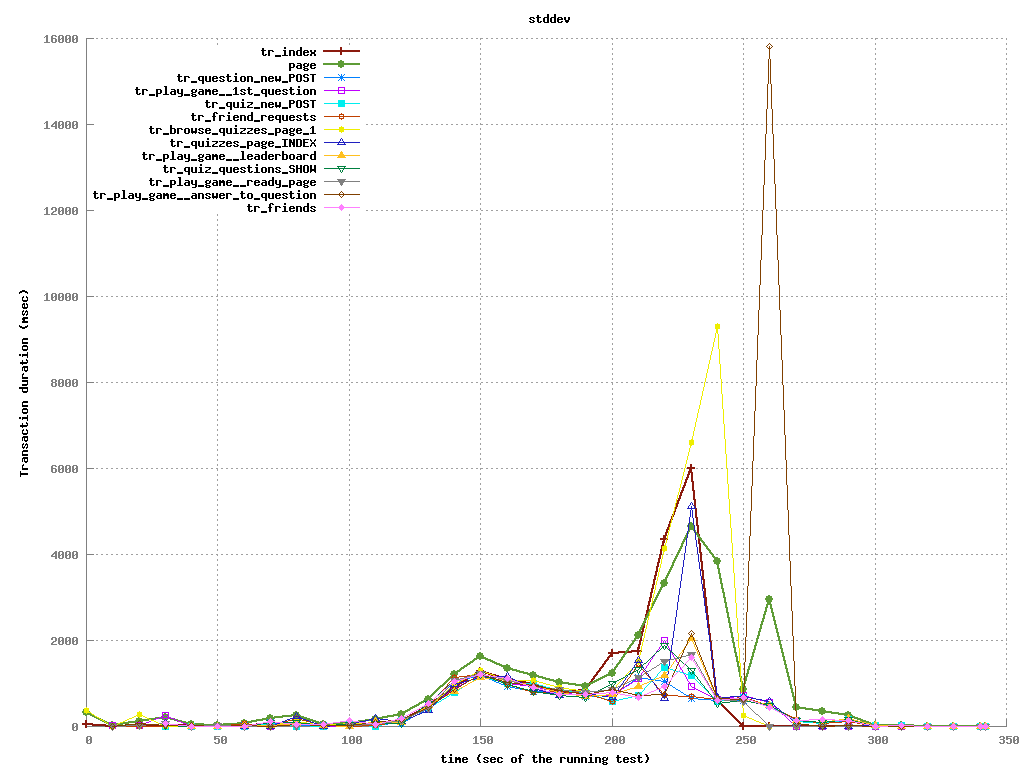 stddev
16000
14000
12000
10000
8000
6000
4000
2000
0
Transaction duration (msec)
tr_index
page
tr_question_new_POST
tr_play_game__1st_question
tr_quiz_new_POST
tr_friend_requests
tr_browse_quizzes_page_1
tr_quizzes_page_INDEX
tr_play_game__leaderboard
tr_quiz_questions_SHOW
tr_play_game__ready_page
tr_play_game__answer_to_question
tr_friends
0 50 100 150 200 250 300 350
time (sec of the running test)